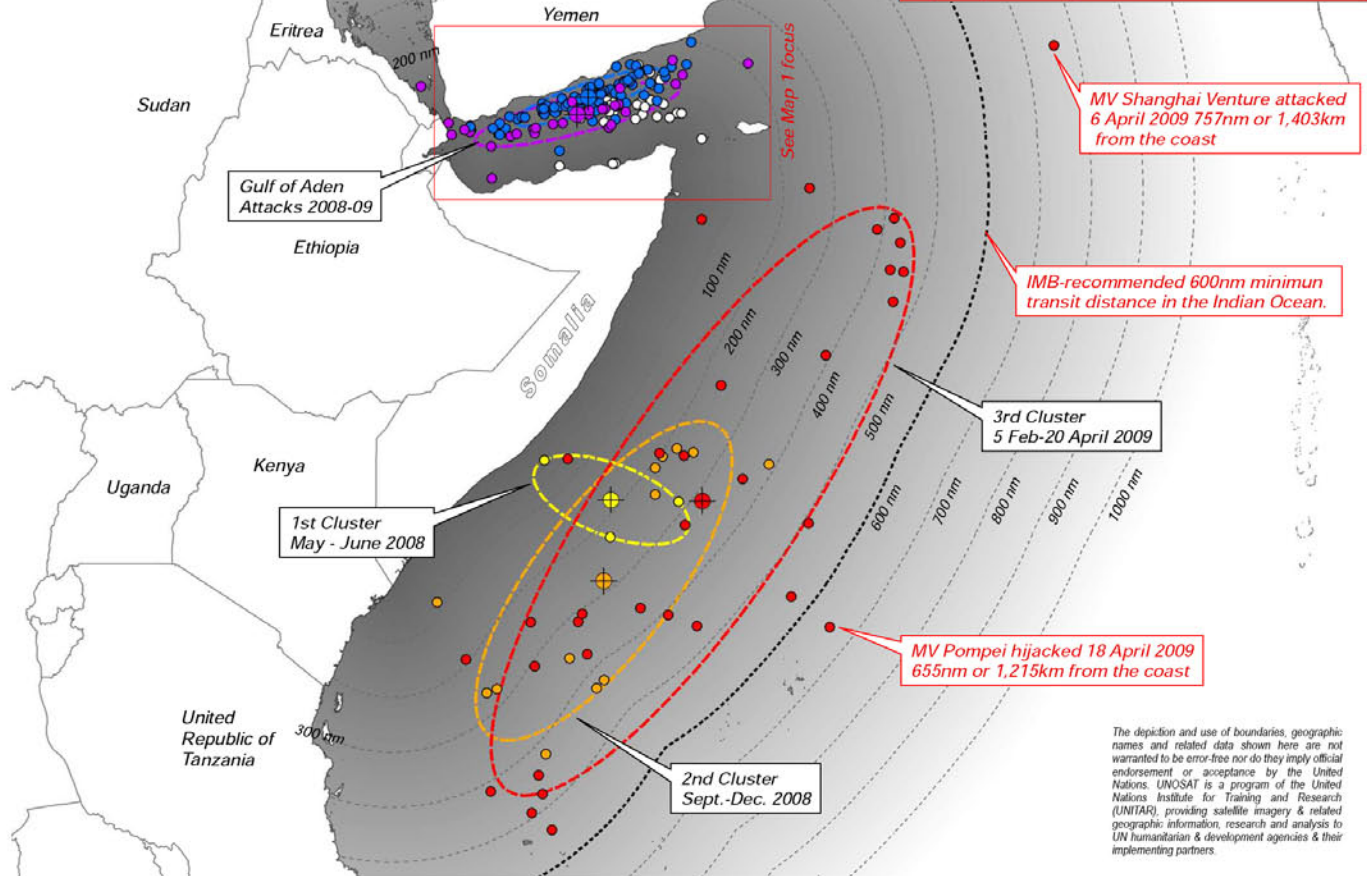 Yemen
Eritrea
200 nm
Sudan
See Map 1 focus
MV Shanghai Venture attacked
6 April 2009 757nm or 1,403km
from the coast
Gulf of Aden
Attacks 2008-09
Ethiopia
100 nm
IMB-recommended 600nm minimun
transit distance in the Indian Ocean.
Somalia
200 nm
300 nm
400 nm
500 nm
600 nm
700 nm
800 nm
900 nm
1000 nm
3rd Cluster
5 Feb-20 April 2009
Kenya
Uganda
1st Cluster
May - June 2008
MV Pompei hijacked 18 April 2009
655nm or 1,215km from the coast
United
Republic of
Tanzania
300 nm
2nd Cluster
Sept.-Dec. 2008
The depiction and use of boundaries, geographic
names and related data shown here are not
warranted to be error-free nor do they imply official
endorsement or acceptance by the United
Nations. UNOSAT is a program of the United
Nations Institute for Training and Research
(UNITAR), providing satellite imagery & related
geographic information, research and analysis to
UN humanitarian & development agencies & their
implementing partners.